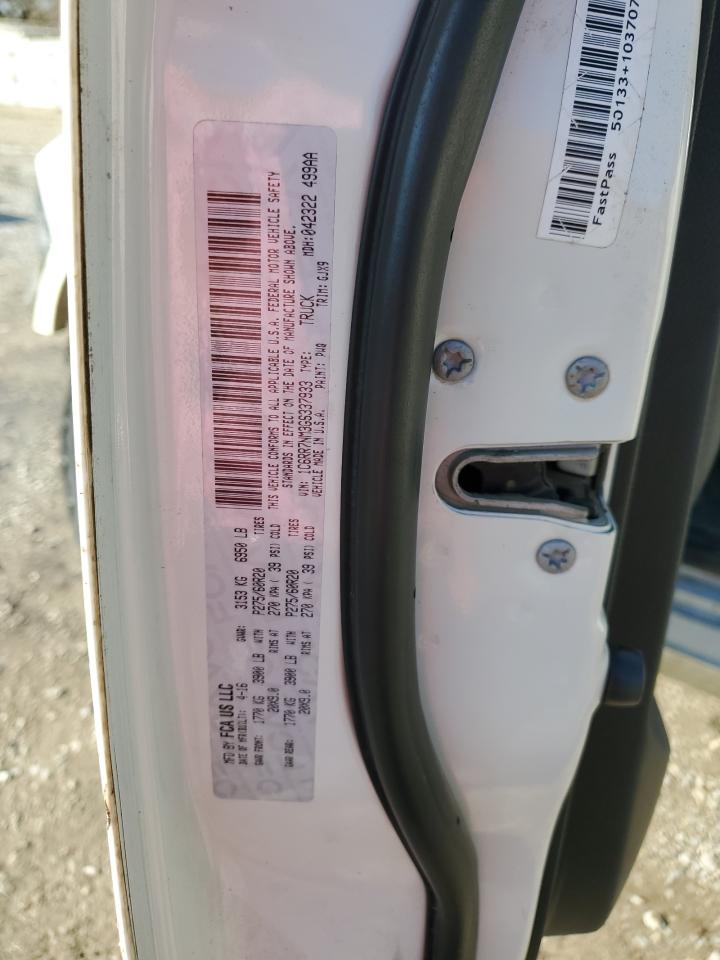 MFD BY FCA US LLC
DATE OF MFR(BUILT): 4-16 GVWR: 3153 KG 6950 LB
GAWR FRONT: 1770 KG 3900 LB WITH P275/60R20 TIRES
20X9.0 RIMS AT 270 KPA ( 39 PSI) COLD
GAWR REAR: 1770 KG 3900 LB WITH P275/60R20 TIRES
20X9.0 RIMS AT 270 KPA ( 39 PSI) COLD
THIS VEHICLE CONFORMS TO ALL APPLICABLE U.S.A. FEDERAL MOTOR VEHICLE SAFETY
STANDARDS IN EFFECT ON THE DATE OF MANUFACTURE SHOWN ABOVE.
VIN: 1C6RR7NM3GS337933 TYPE: TRUCK MDH:042322 499AA
VEHICLE MADE IN U.S.A. PAINT: PW7 TRIM: GJX9
FastPass 50133+103707